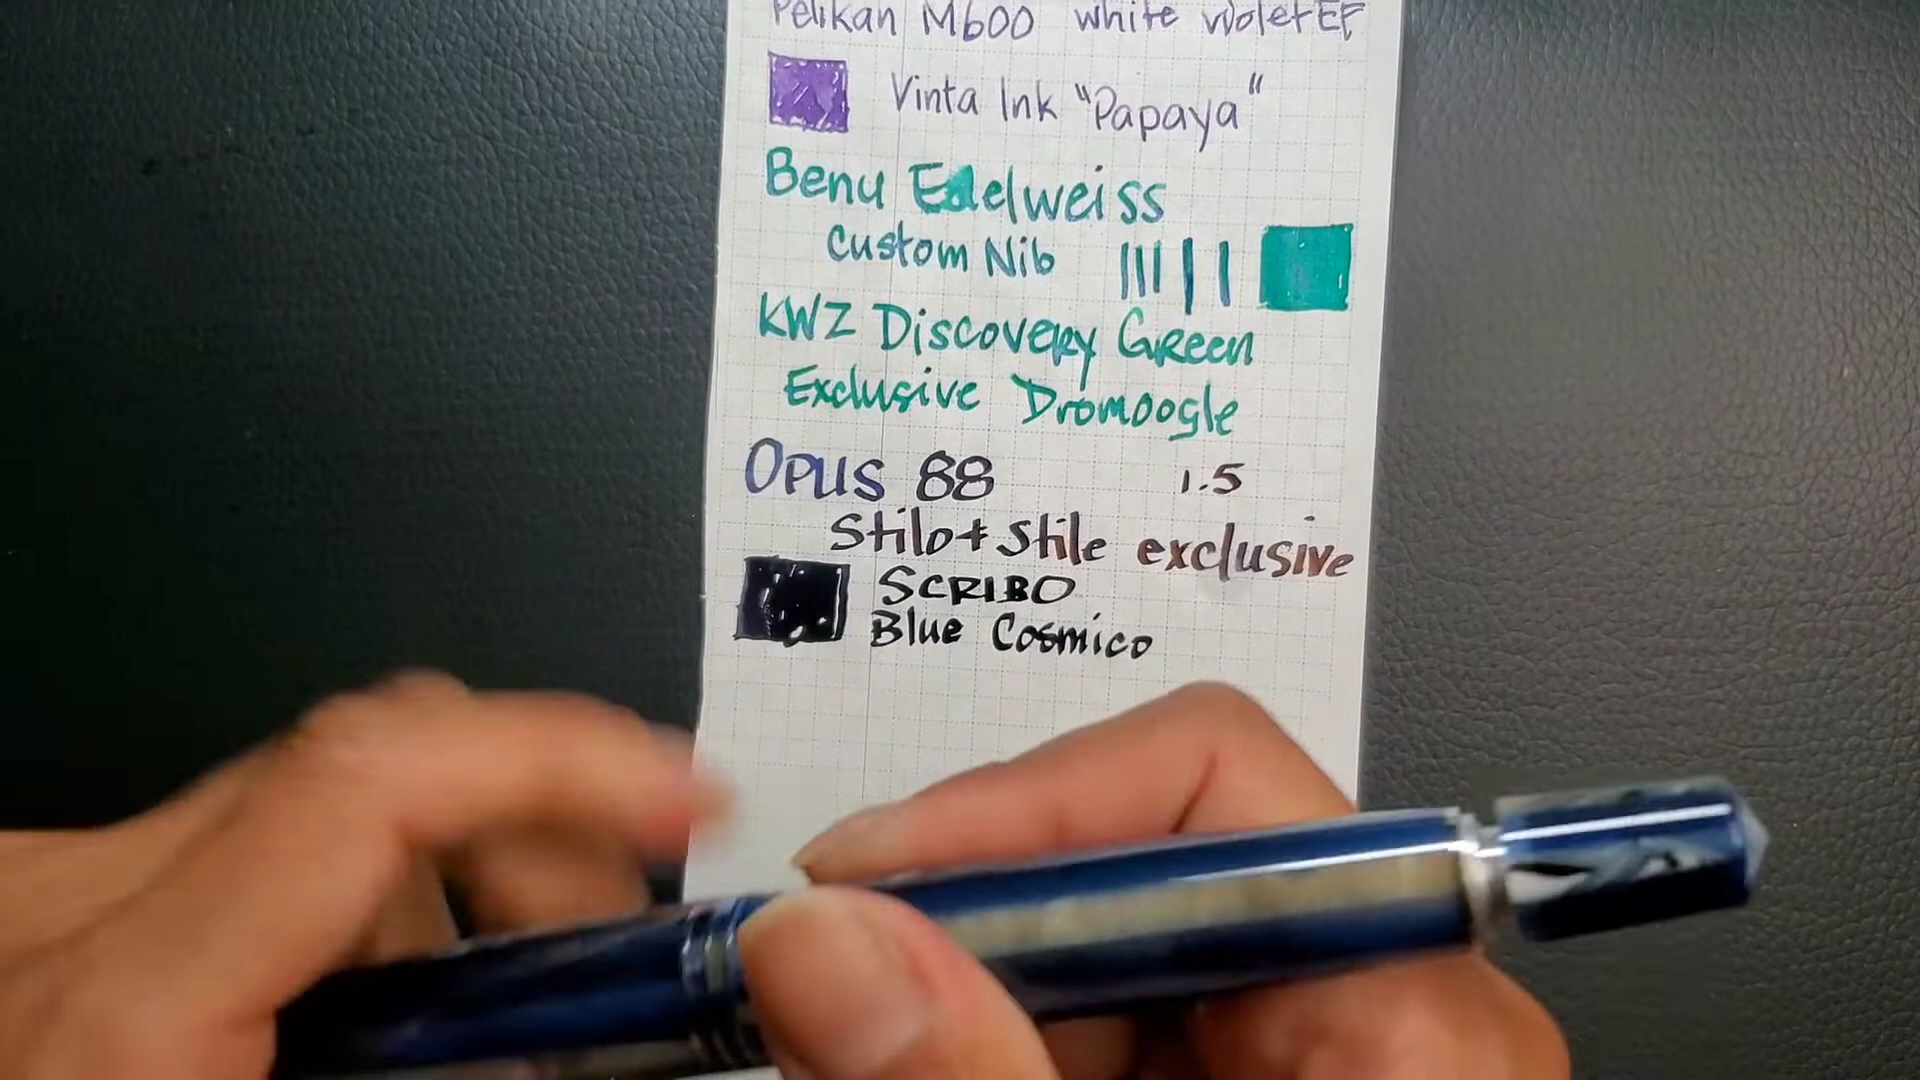 Pelikan M600 white violet EF
Vinta Ink "Papaya"
Benu Edelweiss
Custom Nib
KWZ Discovery Green
Exclusive Dromoogle
Opus 88 1.5
Stilo + Stile exclusive
SCRIBO
Blue Cosmico